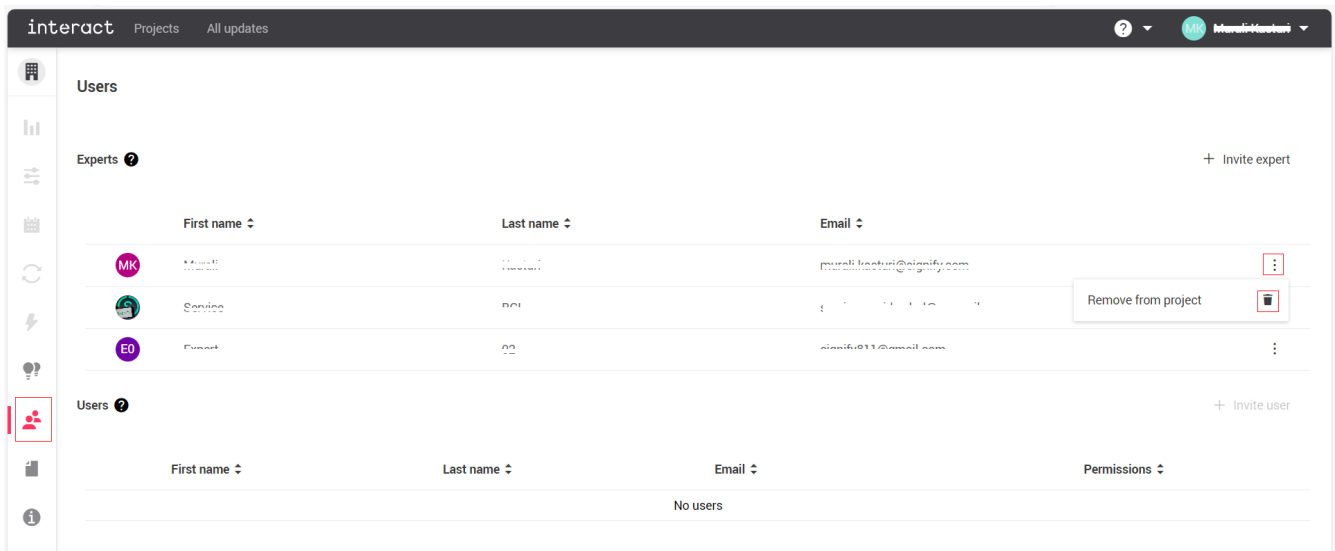 interact Projects All updates ? MK
Users
Experts ? + Invite expert
First name Last name Email
MK
Remove from project
E0
Users ? + Invite user
First name Last name Email Permissions
No users